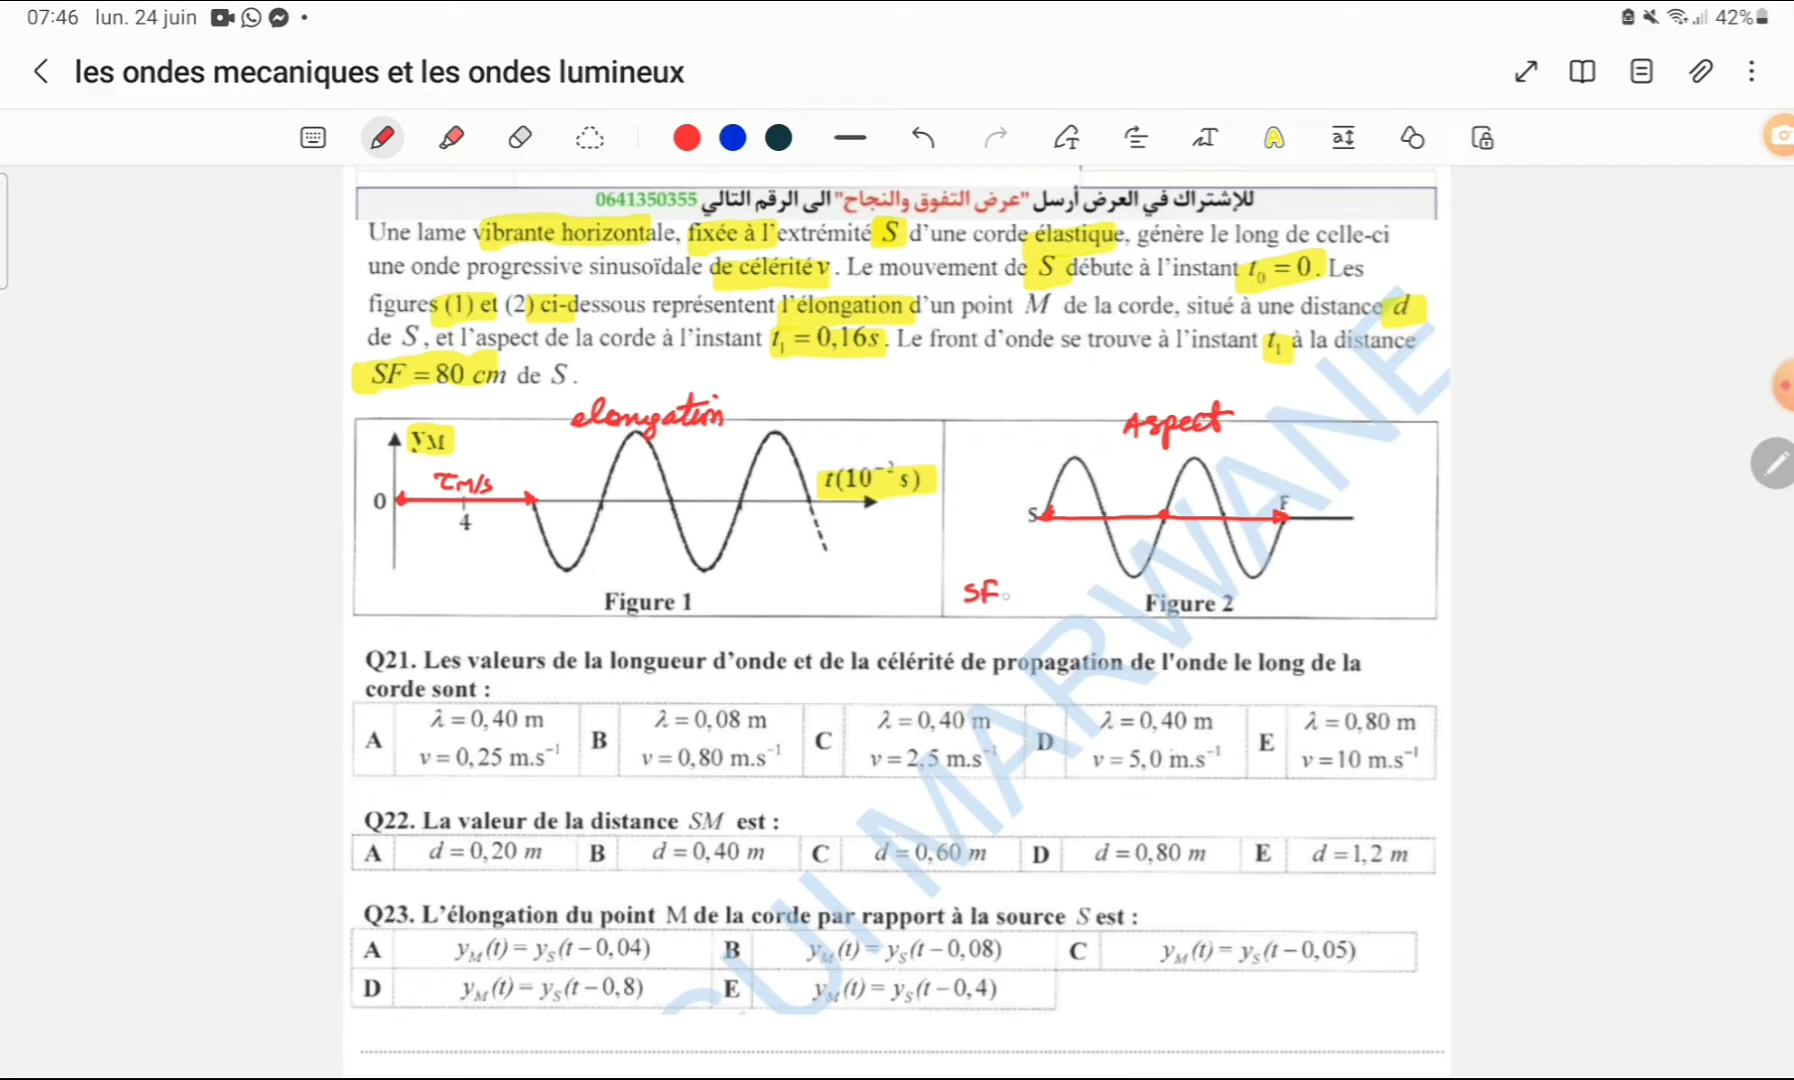 07:46 lun. 24 juin
42%
les ondes mecaniques et les ondes lumineux
للإشتراك في العرض أرسل "عرض التفوق والنجاح" الى الرقم التالي 0641350355
Une lame vibrante horizontale, fixée à l'extrémité S d'une corde élastique, génère le long de celle-ci
une onde progressive sinusoïdale de célérité v. Le mouvement de S débute à l'instant t₀ = 0. Les
figures (1) et (2) ci-dessous représentent l'élongation d'un point M de la corde, situé à une distance d
de S, et l'aspect de la corde à l'instant t₁ = 0,16s. Le front d'onde se trouve à l'instant t₁ à la distance
SF = 80 cm de S.
elongation
Aspect
yM
τM/s
t(10⁻² s)
0
4
S
F
SF
Figure 1
Figure 2
Q21. Les valeurs de la longueur d'onde et de la célérité de propagation de l'onde le long de la
corde sont :
A λ = 0,40 m v = 0,25 m.s⁻¹
B λ = 0,08 m v = 0,80 m.s⁻¹
C λ = 0,40 m v = 2,5 m.s⁻¹
D λ = 0,40 m v = 5,0 m.s⁻¹
E λ = 0,80 m v = 10 m.s⁻¹
Q22. La valeur de la distance SM est :
A d = 0,20 m B d = 0,40 m C d = 0,60 m D d = 0,80 m E d = 1,2 m
Q23. L'élongation du point M de la corde par rapport à la source S est :
A yM(t) = yS(t − 0,04) B yM(t) = yS(t − 0,08) C yM(t) = yS(t − 0,05)
D yM(t) = yS(t − 0,8) E yM(t) = yS(t − 0,4)